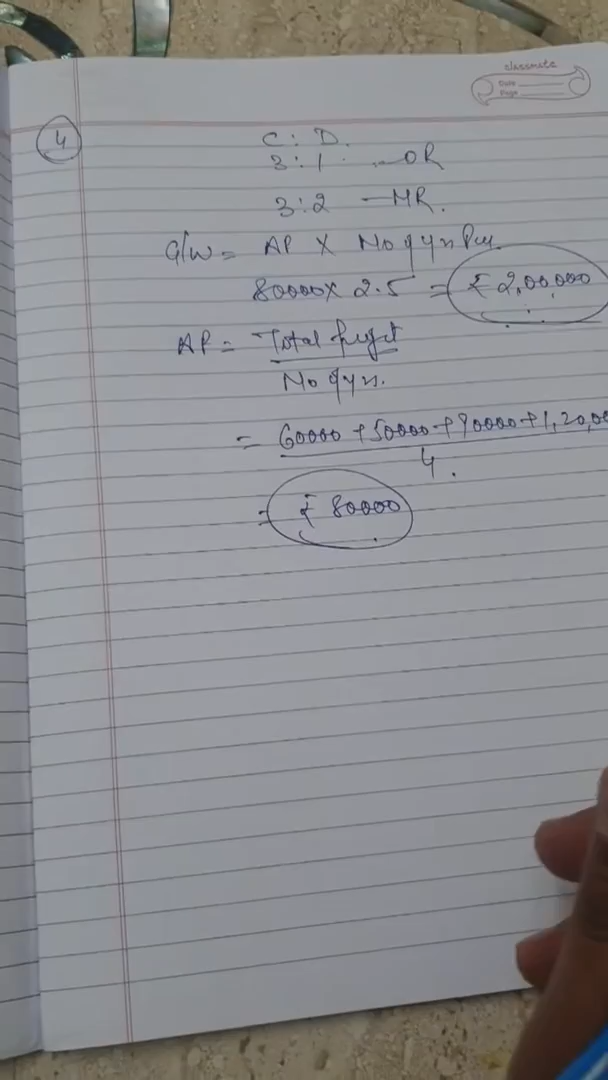 classmate
Date
Page
4
C : D.
3 : 1 - OR
3 : 2 - NR.
G/W = AP X No of yrs Pur
80000 X 2.5 = ₹ 2,00,000
AP = Total profit
No of yrs.
= 60000 + 50000 + 90000 + 1,20,00
4.
= ₹ 80000